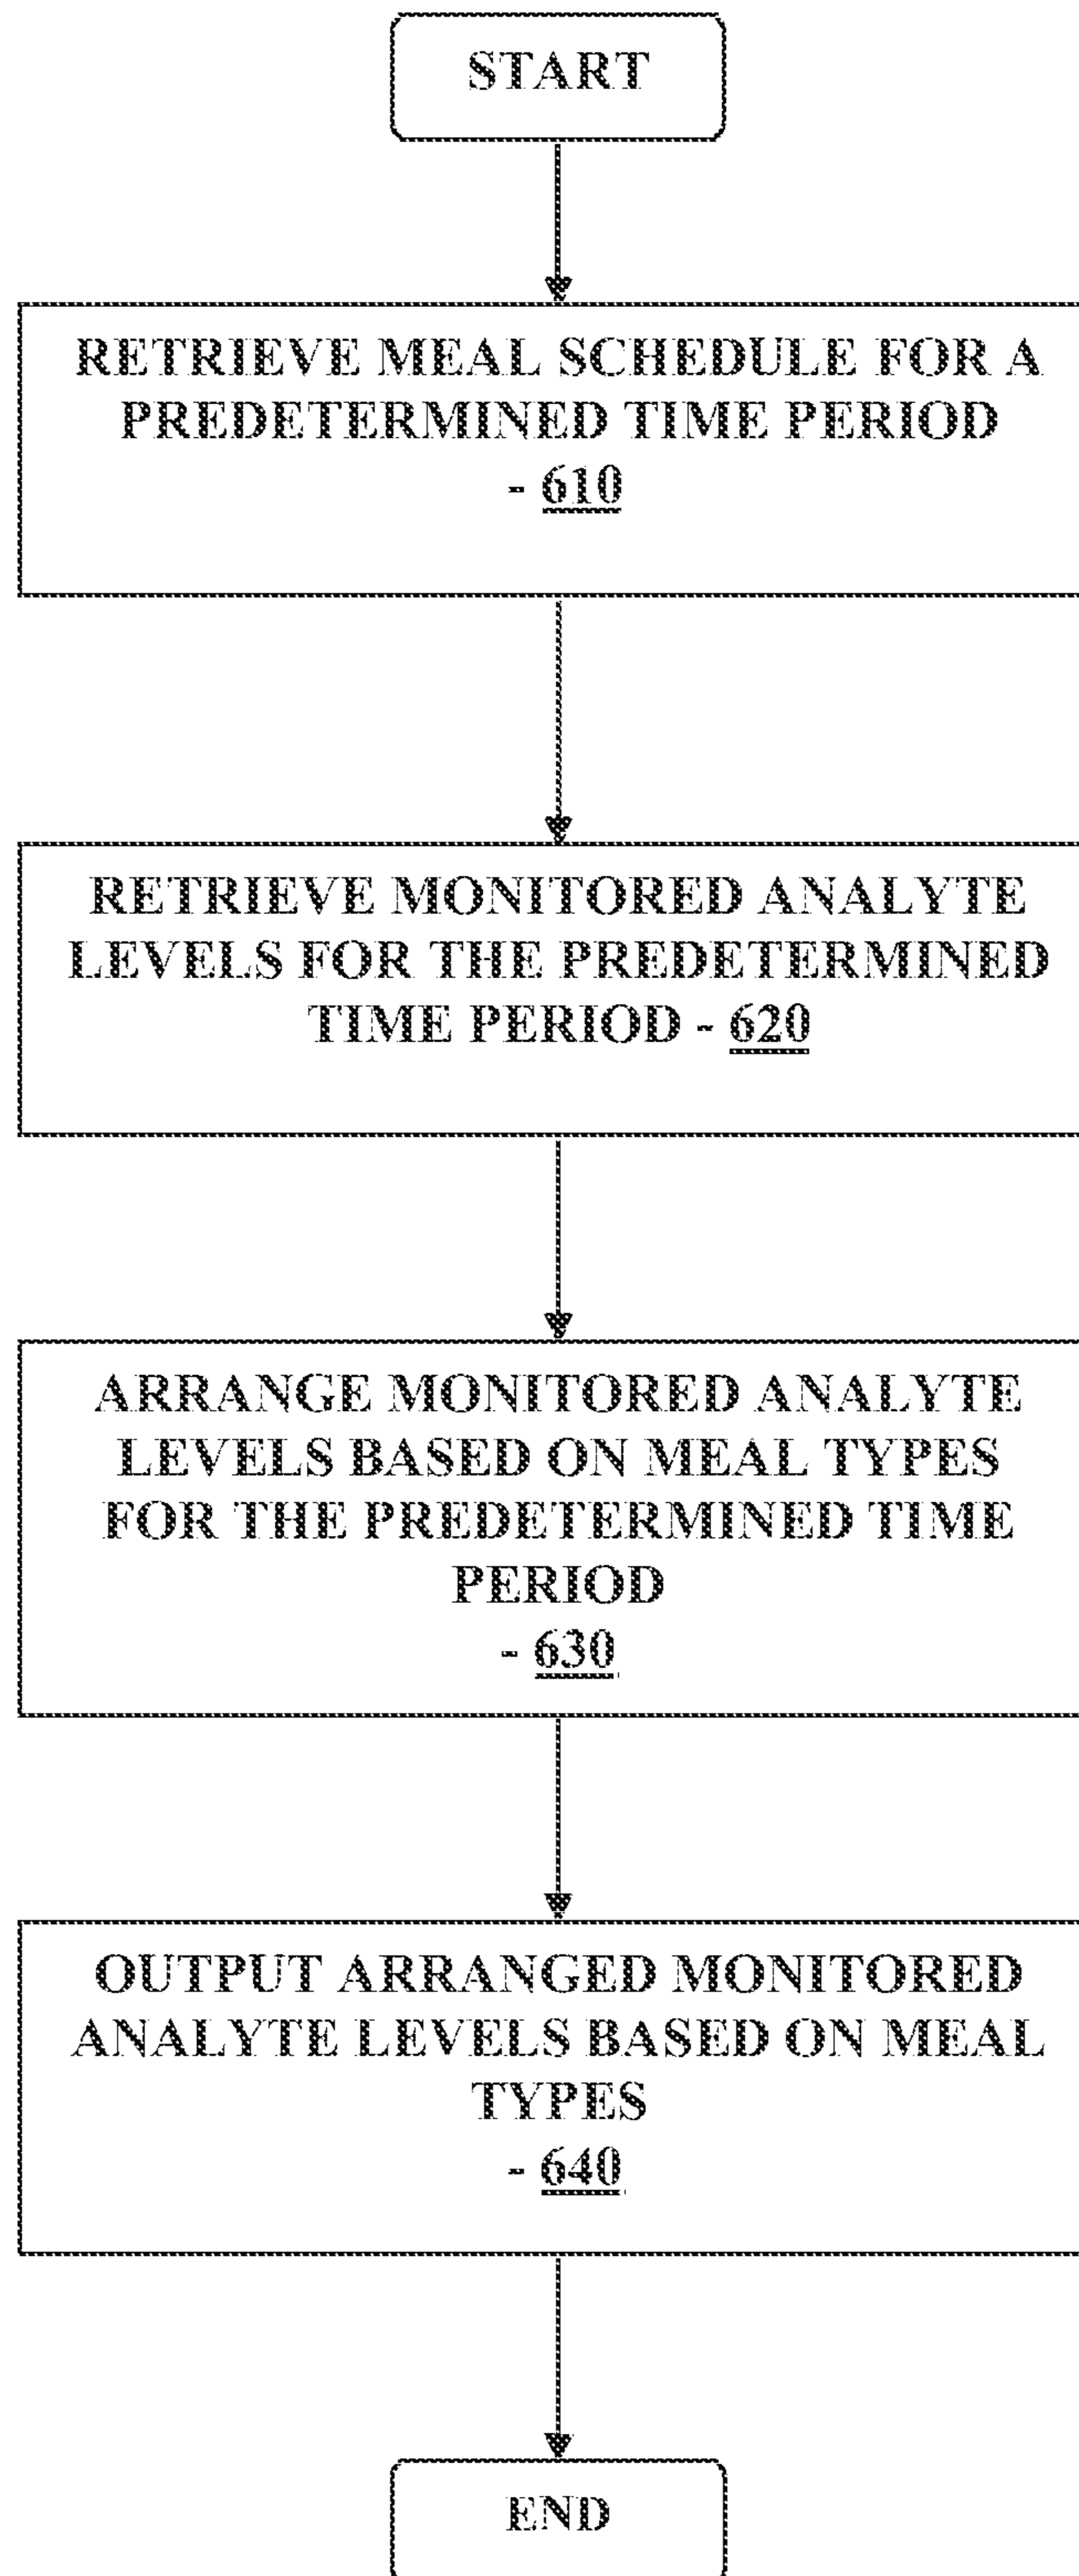 START
RETRIEVE MEAL SCHEDULE FOR A
PREDETERMINED TIME PERIOD
- 610
RETRIEVE MONITORED ANALYTE
LEVELS FOR THE PREDETERMINED
TIME PERIOD - 620
ARRANGE MONITORED ANALYTE
LEVELS BASED ON MEAL TYPES
FOR THE PREDETERMINED TIME
PERIOD
- 630
OUTPUT ARRANGED MONITORED
ANALYTE LEVELS BASED ON MEAL
TYPES
- 640
END